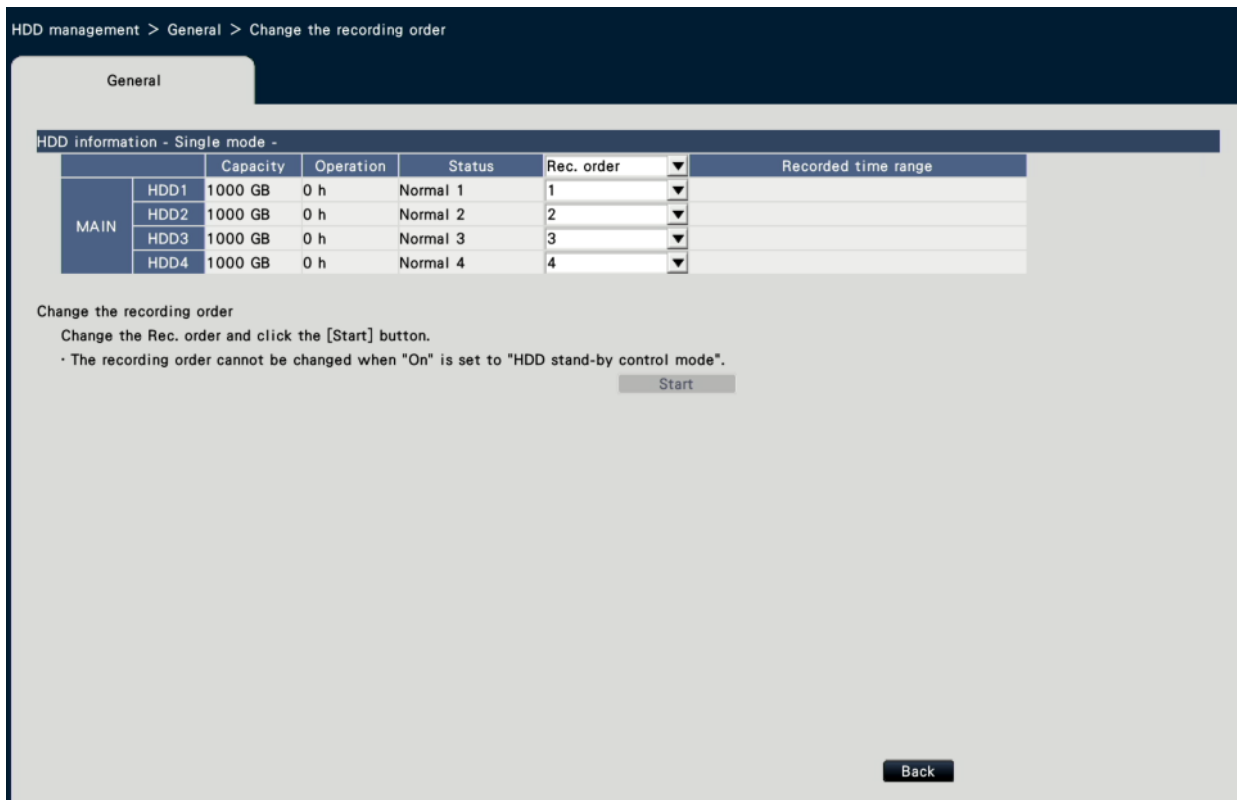 HDD management > General > Change the recording order
General
HDD information - Single mode -
Capacity Operation Status Rec. order Recorded time range
MAIN
HDD1 1000 GB 0 h Normal 1 1
HDD2 1000 GB 0 h Normal 2 2
HDD3 1000 GB 0 h Normal 3 3
HDD4 1000 GB 0 h Normal 4 4
Change the recording order
Change the Rec. order and click the [Start] button.
· The recording order cannot be changed when "On" is set to "HDD stand-by control mode".
Start
Back